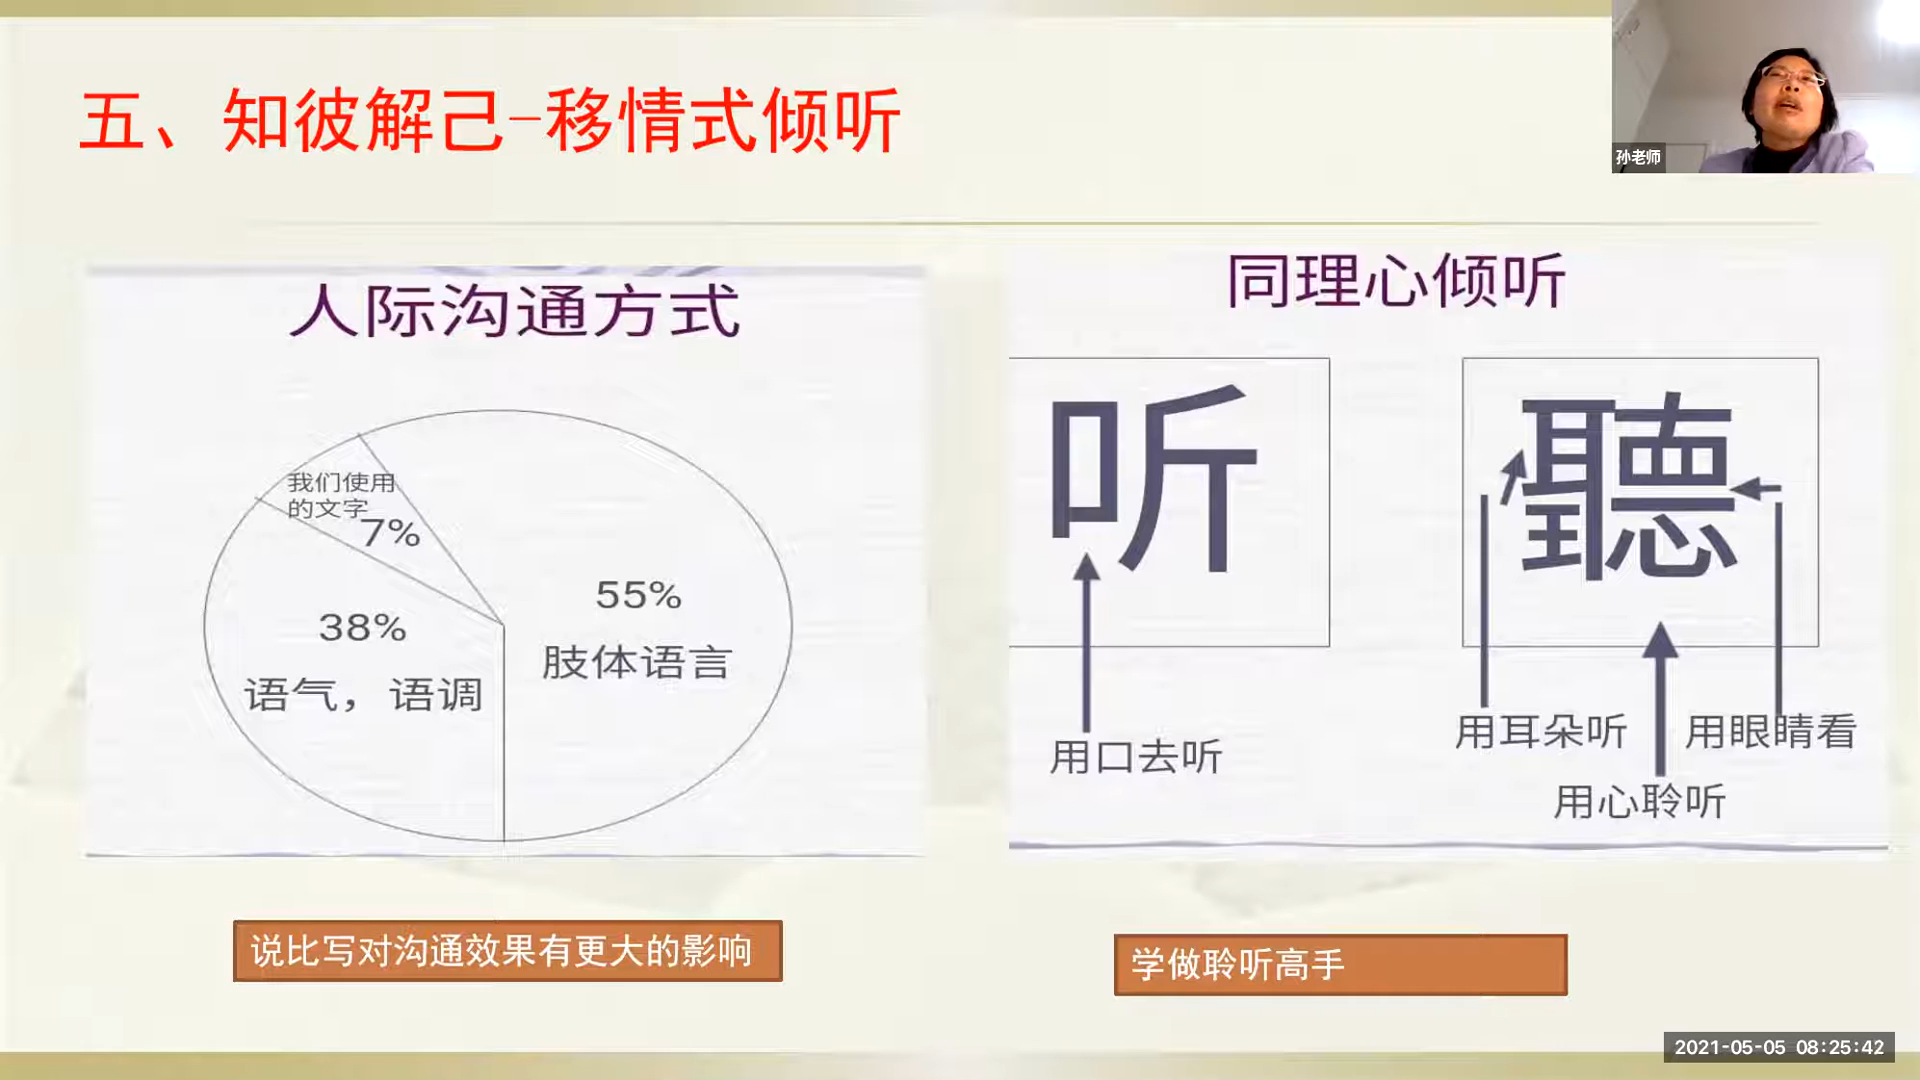 五、知彼解己-移情式倾听
孙老师
人际沟通方式
我们使用
的文字
7%
38%
语气，语调
55%
肢体语言
说比写对沟通效果有更大的影响
同理心倾听
听
聽
用口去听
用耳朵听
用眼睛看
用心聆听
学做聆听高手
2021-05-05 08:25:42